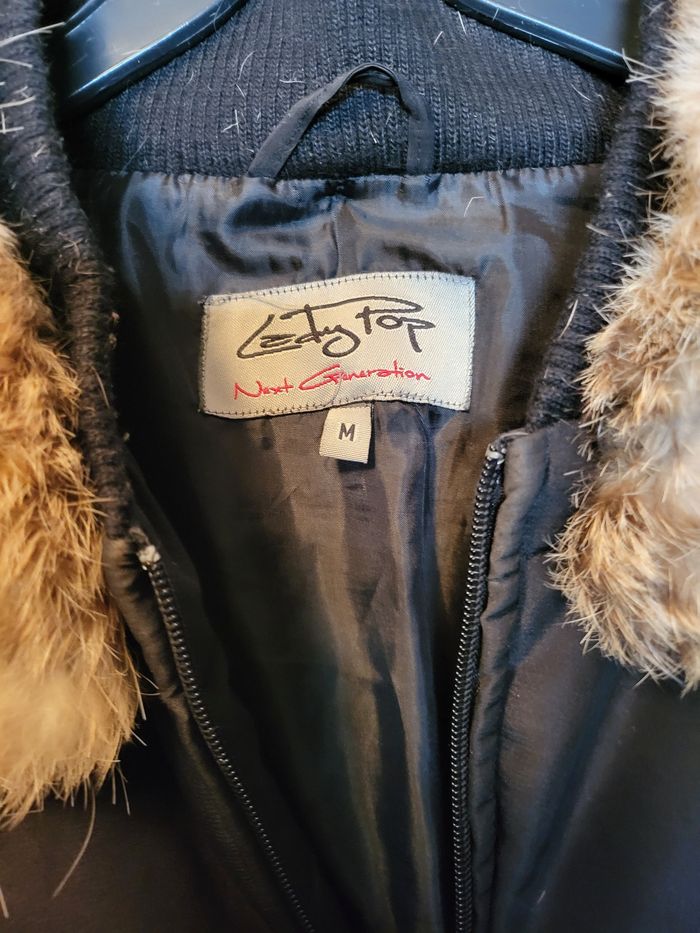 Lady Pop
Next Generation
M